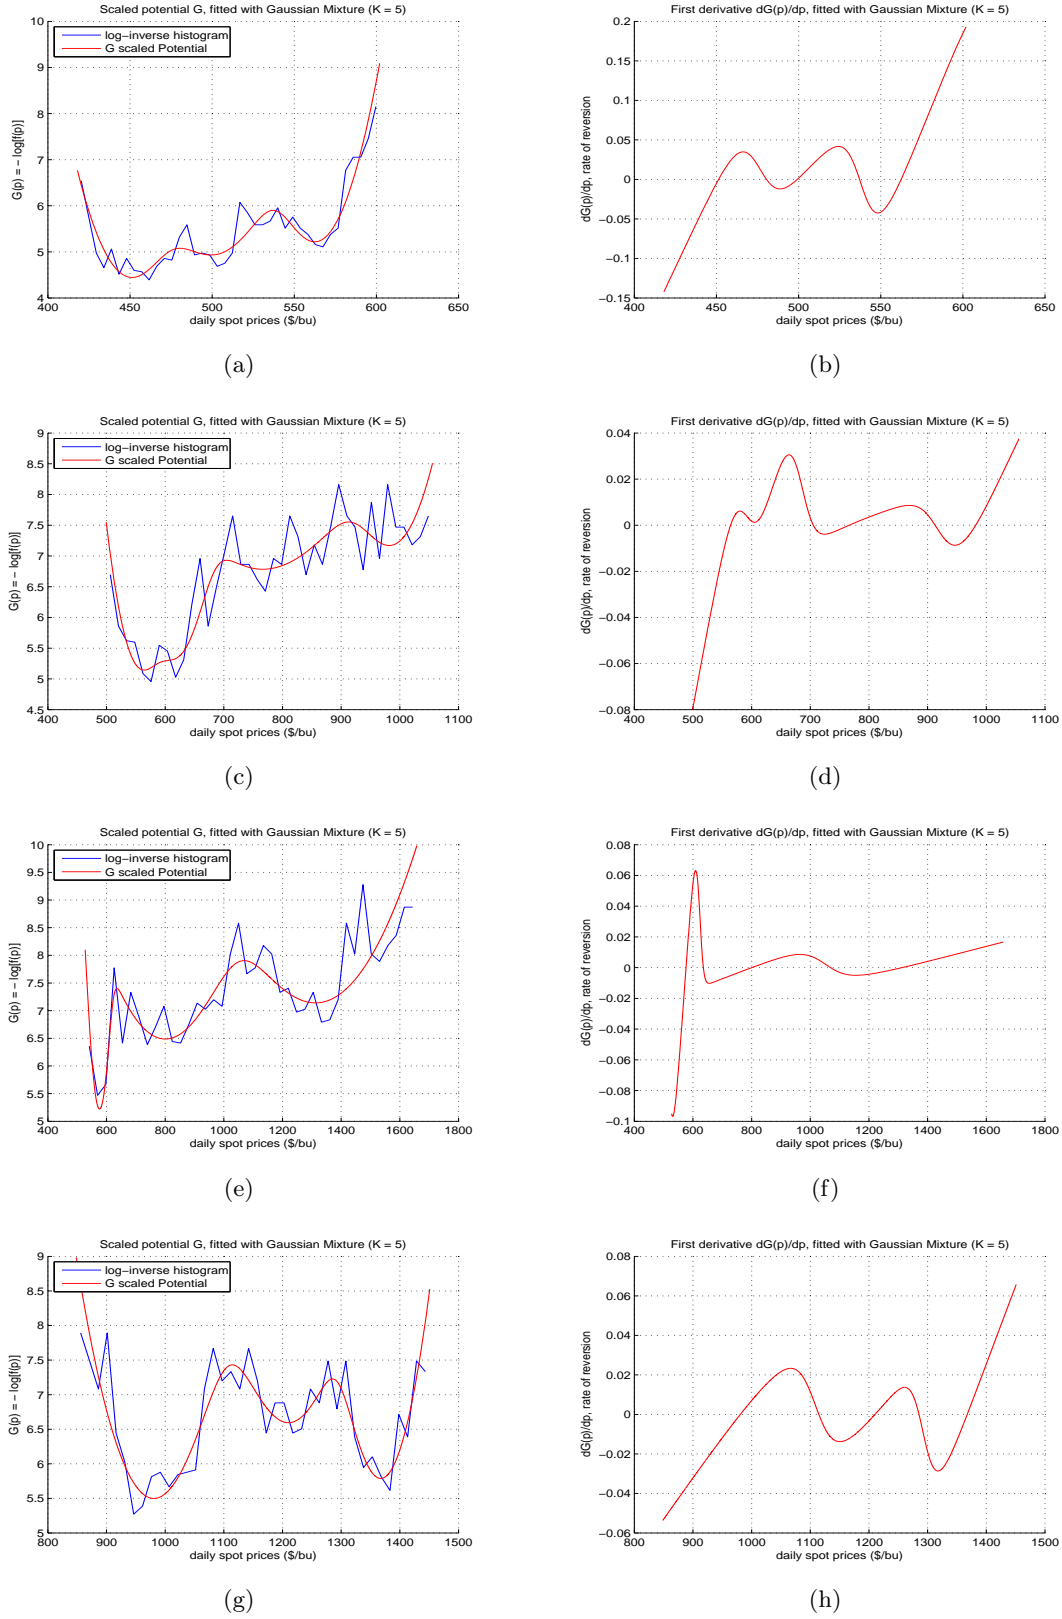 Scaled potential G, fitted with Gaussian Mixture (K = 5)
log−inverse histogram
G scaled Potential
G(p) = − log[f(p)]
10
9
8
7
6
5
4
400 450 500 550 600 650
daily spot prices ($/bu)
(a)
First derivative dG(p)/dp, fitted with Gaussian Mixture (K = 5)
dG(p)/dp, rate of reversion
0.2
0.15
0.1
0.05
0
−0.05
−0.1
−0.15
400 450 500 550 600 650
daily spot prices ($/bu)
(b)
Scaled potential G, fitted with Gaussian Mixture (K = 5)
log−inverse histogram
G scaled Potential
G(p) = − log[f(p)]
9
8.5
8
7.5
7
6.5
6
5.5
5
4.5
400 500 600 700 800 900 1000 1100
daily spot prices ($/bu)
(c)
First derivative dG(p)/dp, fitted with Gaussian Mixture (K = 5)
dG(p)/dp, rate of reversion
0.04
0.02
0
−0.02
−0.04
−0.06
−0.08
400 500 600 700 800 900 1000 1100
daily spot prices ($/bu)
(d)
Scaled potential G, fitted with Gaussian Mixture (K = 5)
log−inverse histogram
G scaled Potential
G(p) = − log[f(p)]
10
9.5
9
8.5
8
7.5
7
6.5
6
5.5
5
400 600 800 1000 1200 1400 1600 1800
daily spot prices ($/bu)
(e)
First derivative dG(p)/dp, fitted with Gaussian Mixture (K = 5)
dG(p)/dp, rate of reversion
0.08
0.06
0.04
0.02
0
−0.02
−0.04
−0.06
−0.08
−0.1
400 600 800 1000 1200 1400 1600 1800
daily spot prices ($/bu)
(f)
Scaled potential G, fitted with Gaussian Mixture (K = 5)
log−inverse histogram
G scaled Potential
G(p) = − log[f(p)]
9
8.5
8
7.5
7
6.5
6
5.5
5
800 900 1000 1100 1200 1300 1400 1500
daily spot prices ($/bu)
(g)
First derivative dG(p)/dp, fitted with Gaussian Mixture (K = 5)
dG(p)/dp, rate of reversion
0.08
0.06
0.04
0.02
0
−0.02
−0.04
−0.06
800 900 1000 1100 1200 1300 1400 1500
daily spot prices ($/bu)
(h)